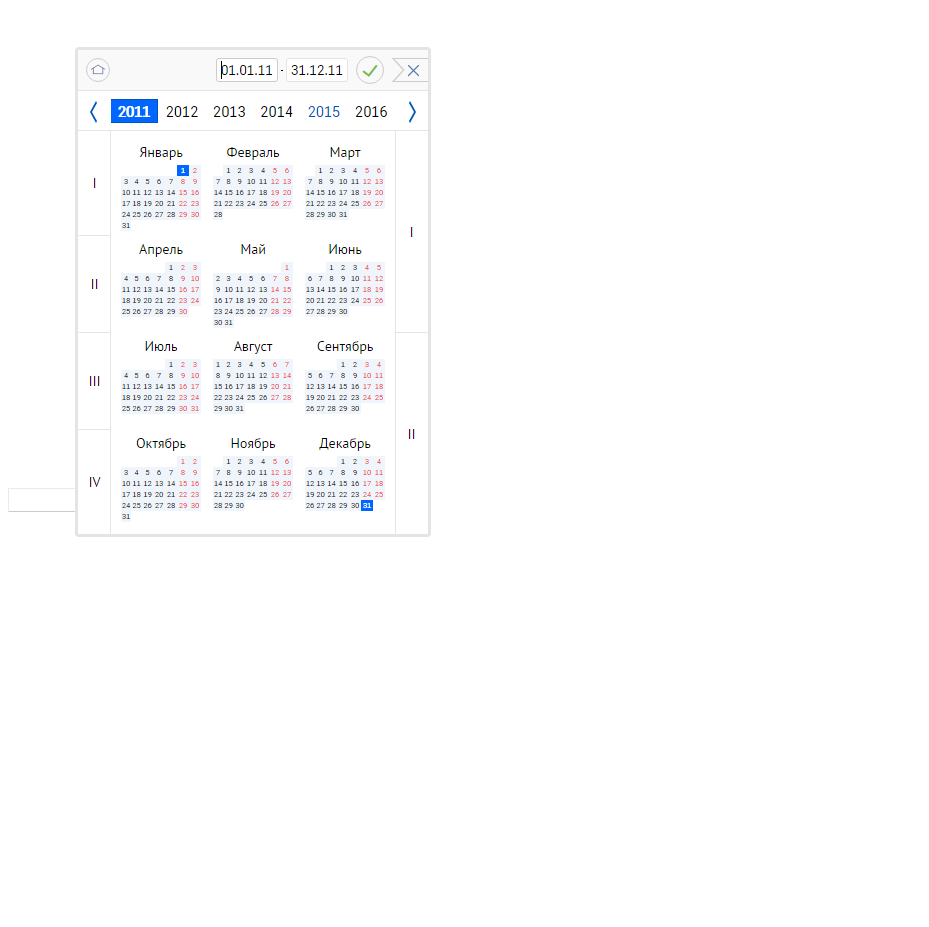 01.01.11 - 31.12.11
2011 2012 2013 2014 2015 2016
Январь Февраль Март
1 2 1 2 3 4 5 6 1 2 3 4 5 6
3 4 5 6 7 8 9 7 8 9 10 11 12 13 7 8 9 10 11 12 13
I
10 11 12 13 14 15 16 14 15 16 17 18 19 20 14 15 16 17 18 19 20
17 18 19 20 21 22 23 21 22 23 24 25 26 27 21 22 23 24 25 26 27
24 25 26 27 28 29 30 28 28 29 30 31
31
I
Апрель Май Июнь
1 2 3 1 1 2 3 4 5
4 5 6 7 8 9 10 2 3 4 5 6 7 8 6 7 8 9 10 11 12
II
11 12 13 14 15 16 17 9 10 11 12 13 14 15 13 14 15 16 17 18 19
18 19 20 21 22 23 24 16 17 18 19 20 21 22 20 21 22 23 24 25 26
25 26 27 28 29 30 23 24 25 26 27 28 29 27 28 29 30
30 31
Июль Август Сентябрь
1 2 3 1 2 3 4 5 6 7 1 2 3 4
4 5 6 7 8 9 10 8 9 10 11 12 13 14 5 6 7 8 9 10 11
III
11 12 13 14 15 16 17 15 16 17 18 19 20 21 12 13 14 15 16 17 18
18 19 20 21 22 23 24 22 23 24 25 26 27 28 19 20 21 22 23 24 25
25 26 27 28 29 30 31 29 30 31 26 27 28 29 30
II
Октябрь Ноябрь Декабрь
1 2 1 2 3 4 5 6 1 2 3 4
3 4 5 6 7 8 9 7 8 9 10 11 12 13 5 6 7 8 9 10 11
IV
10 11 12 13 14 15 16 14 15 16 17 18 19 20 12 13 14 15 16 17 18
17 18 19 20 21 22 23 21 22 23 24 25 26 27 19 20 21 22 23 24 25
24 25 26 27 28 29 30 28 29 30 26 27 28 29 30 31
31